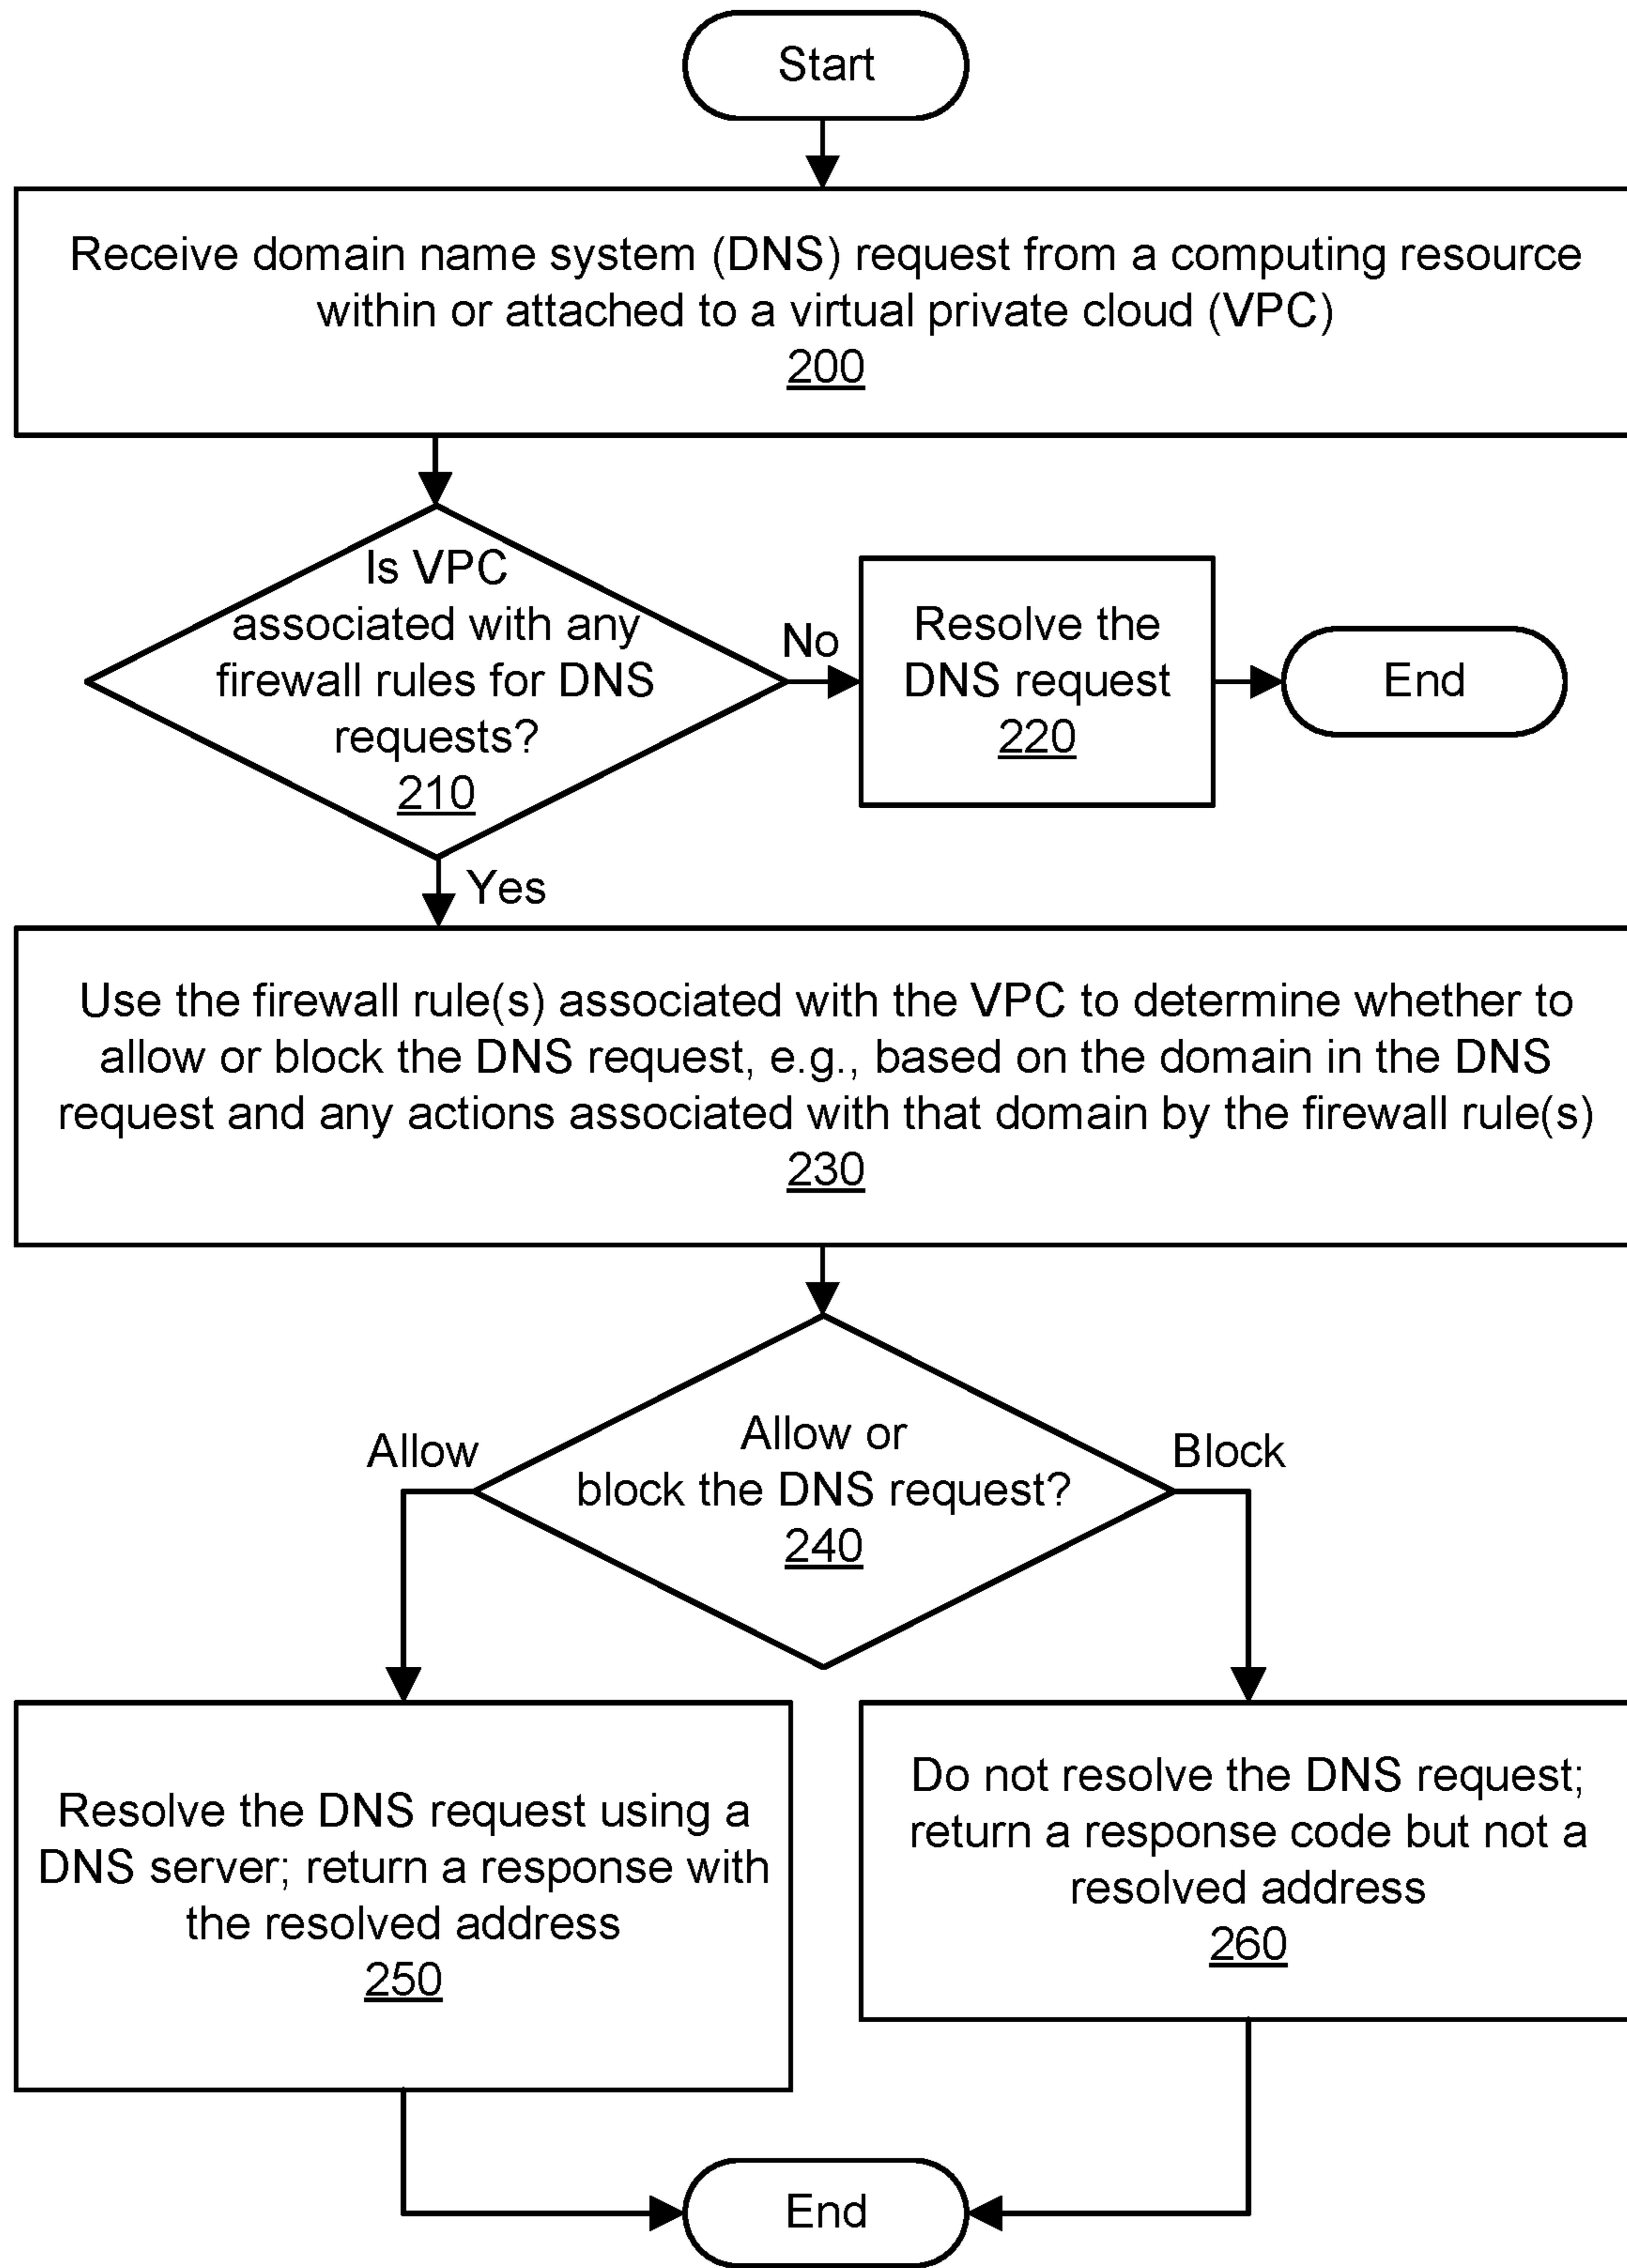 Start
Receive domain name system (DNS) request from a computing resource
within or attached to a virtual private cloud (VPC)
200
Is VPC
associated with any
firewall rules for DNS
requests?
210
No
Resolve the
DNS request
220
End
Yes
Use the firewall rule(s) associated with the VPC to determine whether to
allow or block the DNS request, e.g., based on the domain in the DNS
request and any actions associated with that domain by the firewall rule(s)
230
Allow or
block the DNS request?
240
Allow
Block
Resolve the DNS request using a
DNS server; return a response with
the resolved address
250
Do not resolve the DNS request;
return a response code but not a
resolved address
260
End